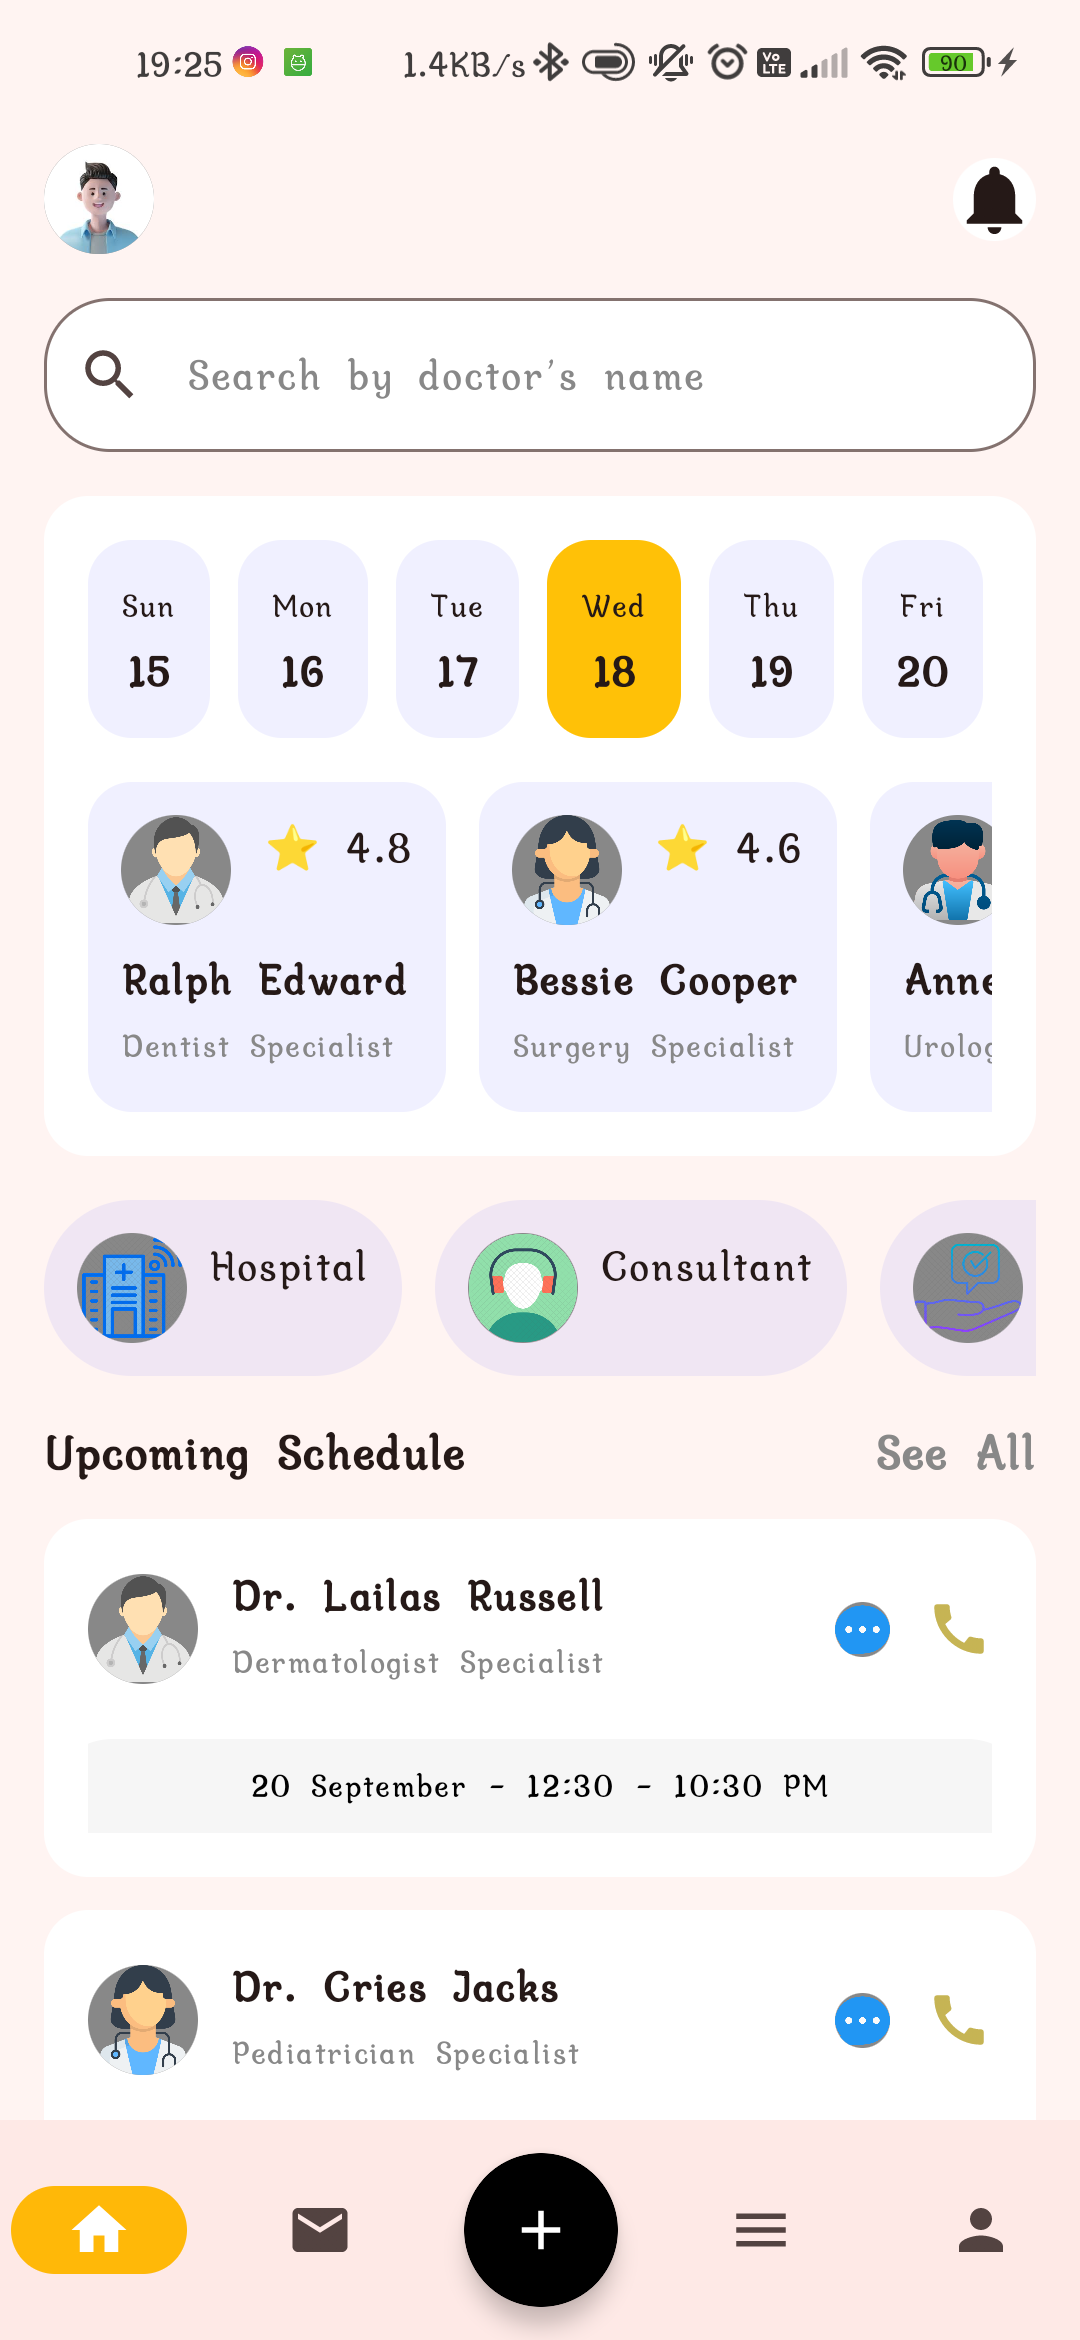 19:25 1.4KB/s Vo LTE 90
Search by doctor's name
Sun Mon Tue Wed Thu Fri
15 16 17 18 19 20
4.8 4.6
Ralph Edward Bessie Cooper Anne
Dentist Specialist Surgery Specialist Urolog
Hospital Consultant
Upcoming Schedule See All
Dr. Lailas Russell
Dermatologist Specialist
20 September - 12:30 - 10:30 PM
Dr. Cries Jacks
Pediatrician Specialist